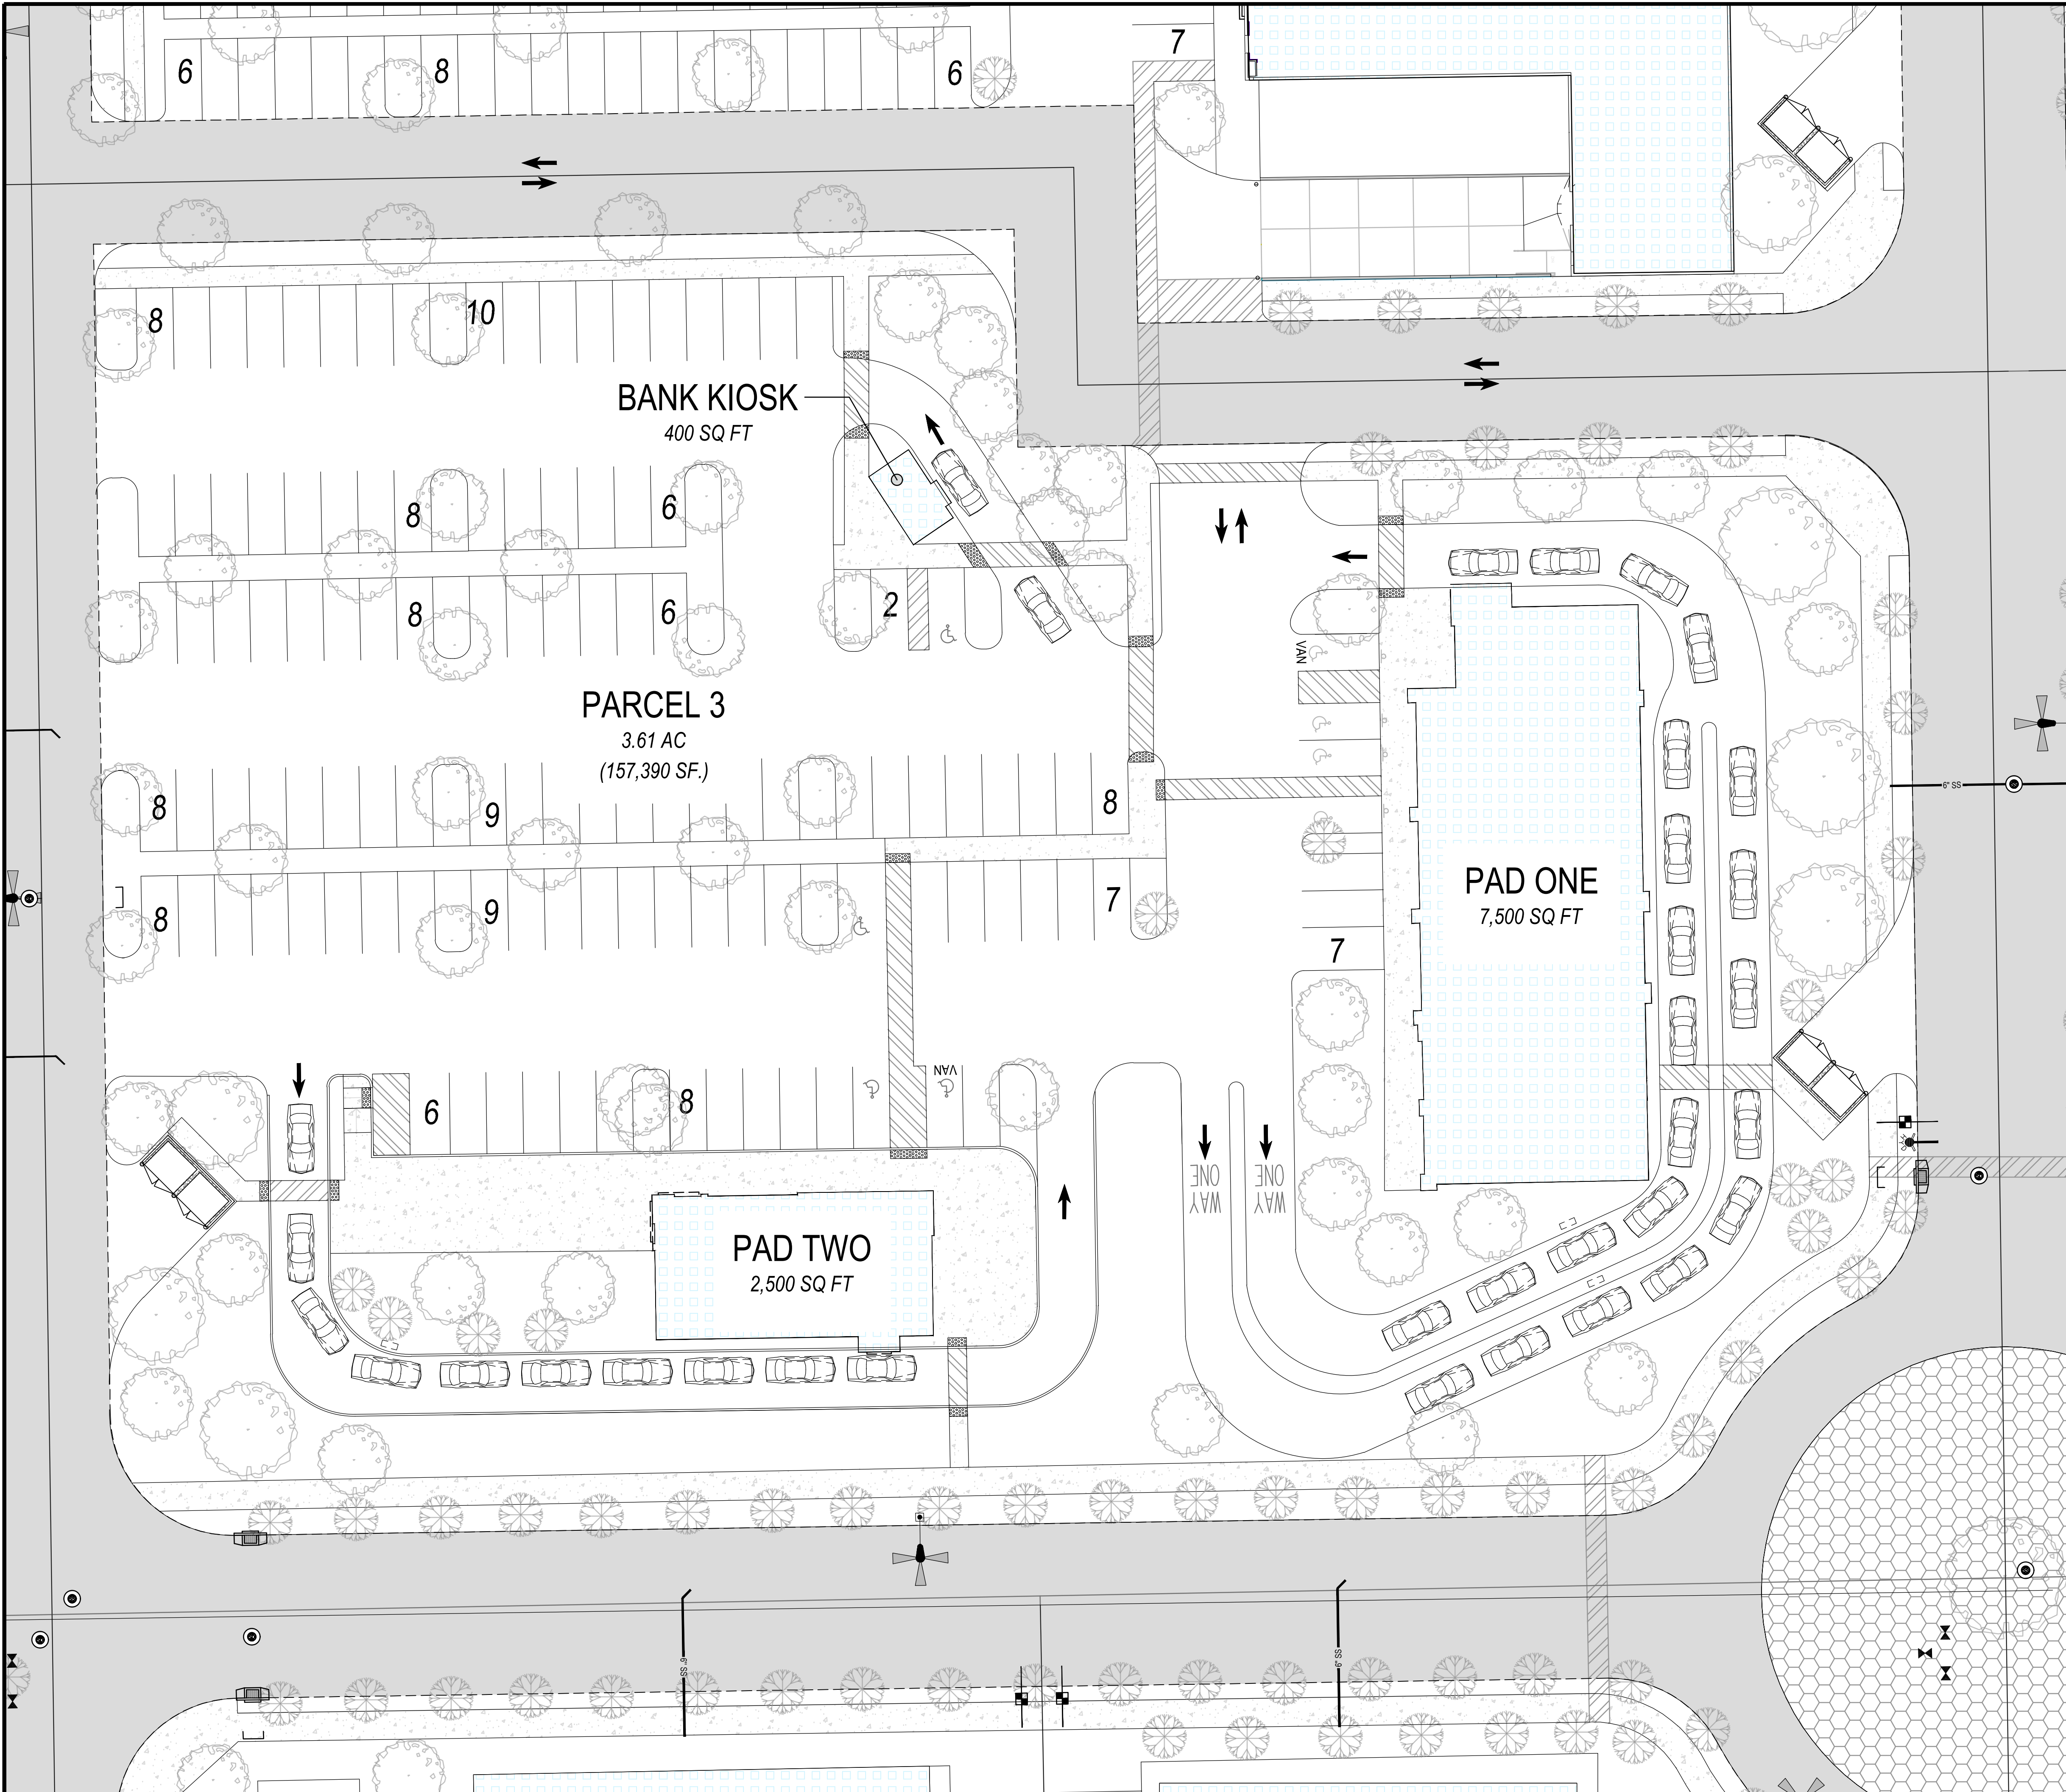 7
6
8
6
8
10
BANK KIOSK
400 SQ FT
8
6
8
6
2
VAN
PARCEL 3
3.61 AC
(157,390 SF.)
6" SS
8
9
8
PAD ONE
7,500 SQ FT
8
9
7
7
VAN
6
8
ONE
WAY
ONE
WAY
PAD TWO
2,500 SQ FT
6" SS
6" SS